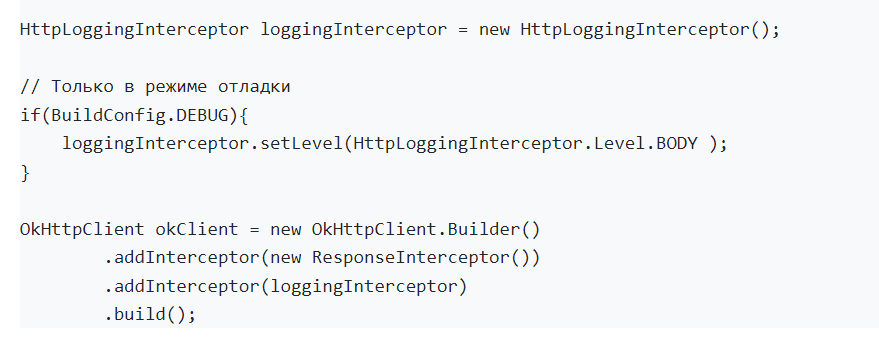 HttpLoggingInterceptor loggingInterceptor = new HttpLoggingInterceptor();

// Только в режиме отладки
if(BuildConfig.DEBUG){
    loggingInterceptor.setLevel(HttpLoggingInterceptor.Level.BODY );
}

OkHttpClient okClient = new OkHttpClient.Builder()
        .addInterceptor(new ResponseInterceptor())
        .addInterceptor(loggingInterceptor)
        .build();